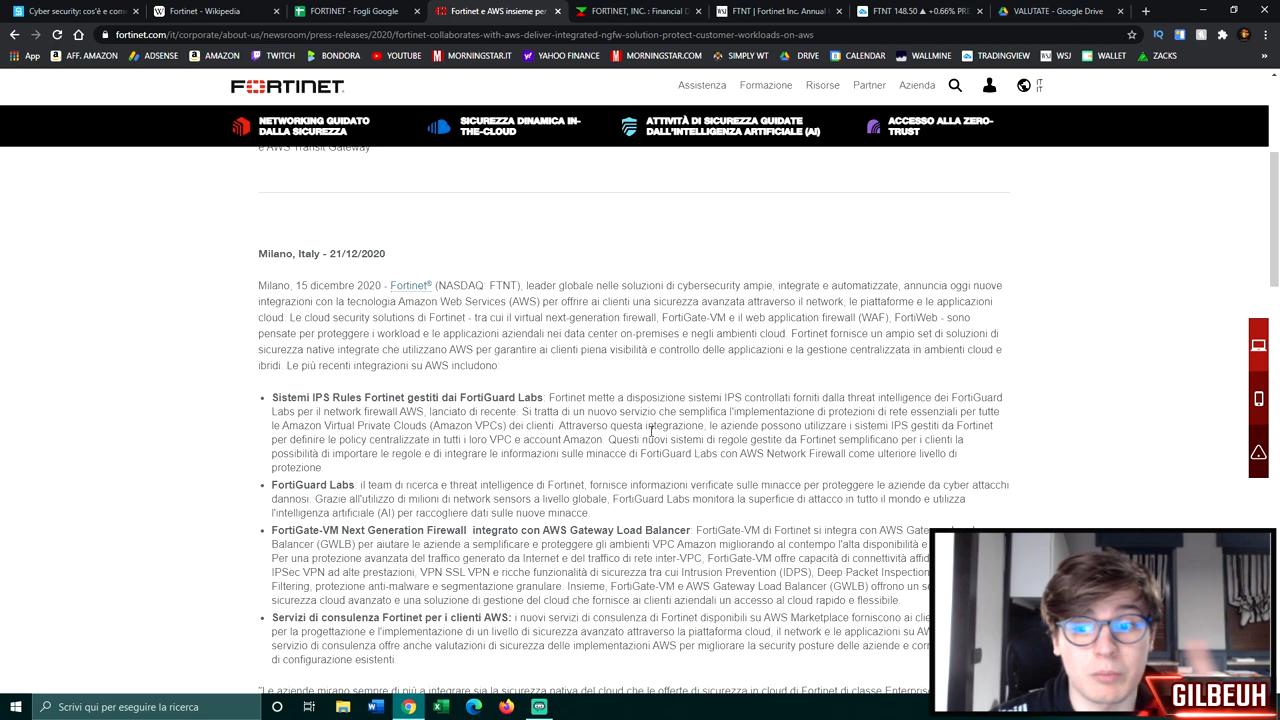 Cyber security: cos'è e come
Fortinet - Wikipedia
FORTINET - Foglio Google
Fortinet e AWS insieme per
FORTINET, INC. : Financial D
FTNT | Fortinet Inc. Annual
FTNT 148,50 ▲ +0.66% PRE
VALUTATE - Google Drive
fortinet.com/it/corporate/about-us/newsroom/press-releases/2020/fortinet-collaborates-with-aws-deliver-integrated-ngfw-solution-protect-customer-workloads-on-aws
App AFF. AMAZON ADSENSE AMAZON TWITCH BONDORA YOUTUBE MORNINGSTAR.IT YAHOO FINANCE MORNINGSTAR.COM SIMPLY WT DRIVE CALENDAR WALLMINE TRADINGVIEW WSJ ZACKS
FORTINET
Assistenza Formazione Risorse Partner Azienda IT
IT
NETWORKING GUIDATO DALLA SICUREZZA
SICUREZZA DINAMICA IN-THE-CLOUD
ATTIVITÀ DI SICUREZZA GUIDATE DALL'INTELLIGENZA ARTIFICIALE (AI)
ACCESSO ALLA ZERO-TRUST
e AWS Transit Gateway
Milano, Italy - 21/12/2020
Milano, 15 dicembre 2020 - Fortinet® (NASDAQ: FTNT), leader globale nelle soluzioni di cybersecurity ampie, integrate e automatizzate, annuncia oggi nuove
integrazioni con la tecnologia Amazon Web Services (AWS) per offrire ai clienti una sicurezza avanzata attraverso il network, le piattaforme e le applicazioni
cloud. Le cloud security solutions di Fortinet - tra cui il virtual next-generation firewall, FortiGate-VM e il web application firewall (WAF), FortiWeb - sono
pensate per proteggere i workload e le applicazioni aziendali nei data center on-premises e negli ambienti cloud. Fortinet fornisce un ampio set di soluzioni di
sicurezza native integrate che utilizzano AWS per garantire ai clienti piena visibilità e controllo delle applicazioni e la gestione centralizzata in ambienti cloud e
ibridi. Le più recenti integrazioni su AWS includono:
• Sistemi IPS Rules Fortinet gestiti dai FortiGuard Labs: Fortinet mette a disposizione sistemi IPS controllati forniti dalla threat intelligence dei FortiGuard
Labs per il network firewall AWS, lanciato di recente. Si tratta di un nuovo servizio che semplifica l'implementazione di protezioni di rete essenziali per tutte
le Amazon Virtual Private Clouds (Amazon VPCs) dei clienti. Attraverso questa integrazione, le aziende possono utilizzare i sistemi IPS gestiti da Fortinet
per definire le policy centralizzate in tutti i loro VPC e account Amazon. Questi nuovi sistemi di regole gestite da Fortinet semplificano per i clienti la
possibilità di importare le regole e di integrare le informazioni sulle minacce di FortiGuard Labs con AWS Network Firewall come ulteriore livello di
protezione.
• FortiGuard Labs: il team di ricerca e threat intelligence di Fortinet, fornisce informazioni verificate sulle minacce per proteggere le aziende da cyber attacchi
dannosi. Grazie all'utilizzo di milioni di network sensors a livello globale, FortiGuard Labs monitora la superficie di attacco in tutto il mondo e utilizza
l'intelligenza artificiale (AI) per raccogliere dati sulle nuove minacce.
• FortiGate-VM Next Generation Firewall integrato con AWS Gateway Load Balancer: FortiGate-VM di Fortinet si integra con AWS
Balancer (GWLB) per aiutare le aziende a semplificare e proteggere gli ambienti VPC Amazon migliorando al contempo l'alta disponibilità e
Per una protezione avanzata del traffico generato da Internet e del traffico di rete inter-VPC, FortiGate-VM offre capacità di connettività
IPSec VPN ad alte prestazioni, VPN SSL VPN e ricche funzionalità di sicurezza tra cui Intrusion Prevention (IDPS), Deep Packet Inspection
Filtering, protezione anti-malware e segmentazione granulare. Insieme, FortiGate-VM e AWS Gateway Load Balancer (GWLB) offrono un
sicurezza cloud avanzato e una soluzione di gestione del cloud che fornisce ai clienti aziendali un accesso al cloud rapido e flessibile.
• Servizi di consulenza Fortinet per i clienti AWS: i nuovi servizi di consulenza di Fortinet disponibili su AWS Marketplace forniscono ai
per la progettazione e l'implementazione di un livello di sicurezza avanzato attraverso la piattaforma cloud, il network e le applicazioni su
servizio di consulenza offre anche valutazioni di sicurezza delle implementazioni AWS per migliorare la security posture delle aziende e
di configurazione esistenti.
"Le aziende mirano sempre di più a integrare sia la sicurezza nativa del cloud che le offerte di sicurezza in cloud di Fortinet di classe
GILBEUH
Scrivi qui per eseguire la ricerca